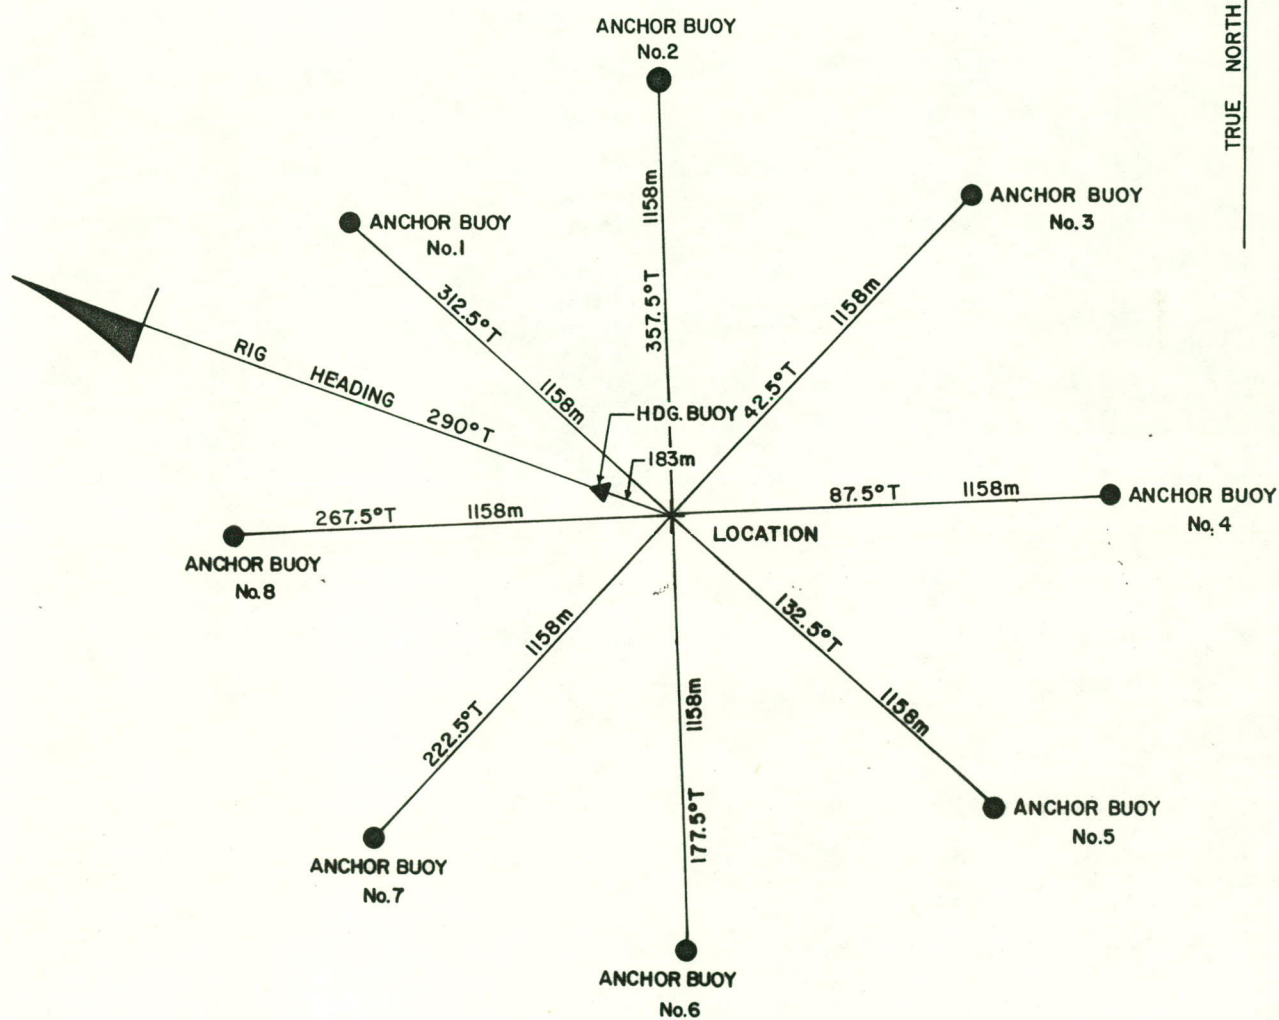 ANCHOR BUOY
No.2
TRUE NORTH
1158m
357.5°T
ANCHOR BUOY
No.3
ANCHOR BUOY
No.1
312.5°T
1158m
1158m
42.5°T
RIG HEADING 290°T
HDG. BUOY
183m
87.5°T 1158m
ANCHOR BUOY
No. 4
267.5°T 1158m
LOCATION
ANCHOR BUOY
No.8
132.5°T
1158m
1158m
222.5°T
1158m
177.5°T
ANCHOR BUOY
No.5
ANCHOR BUOY
No.7
ANCHOR BUOY
No.6